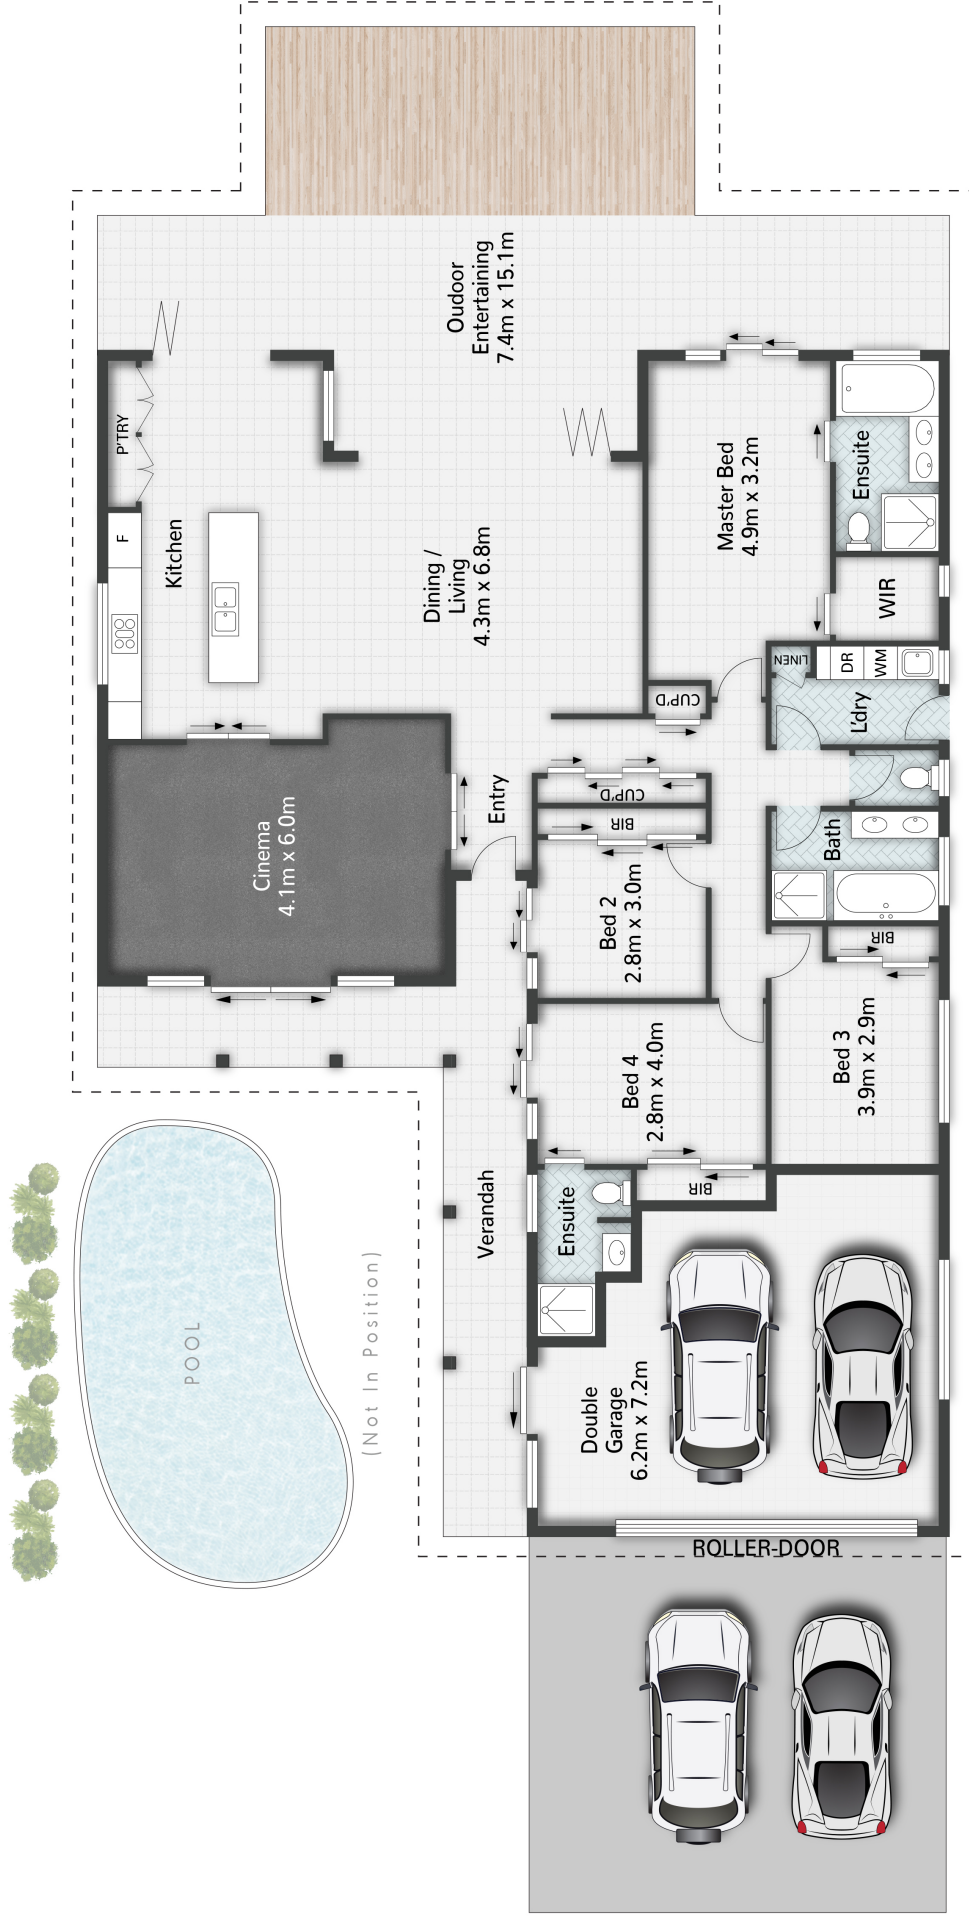 Oudoor
Entertaining
7.4m x 15.1m
P'TRY
F
Kitchen
Dining /
Living
4.3m x 6.8m
Master Bed
4.9m x 3.2m
Ensuite
WIR
LINEN
DR
WM
L'dry
CUP'D
CUP'D
BIR
Entry
Cinema
4.1m x 6.0m
Bath
Bed 2
2.8m x 3.0m
BIR
Bed 3
3.9m x 2.9m
Bed 4
2.8m x 4.0m
BIR
Ensuite
Verandah
POOL
(Not In Position)
Double
Garage
6.2m x 7.2m
ROLLER-DOOR